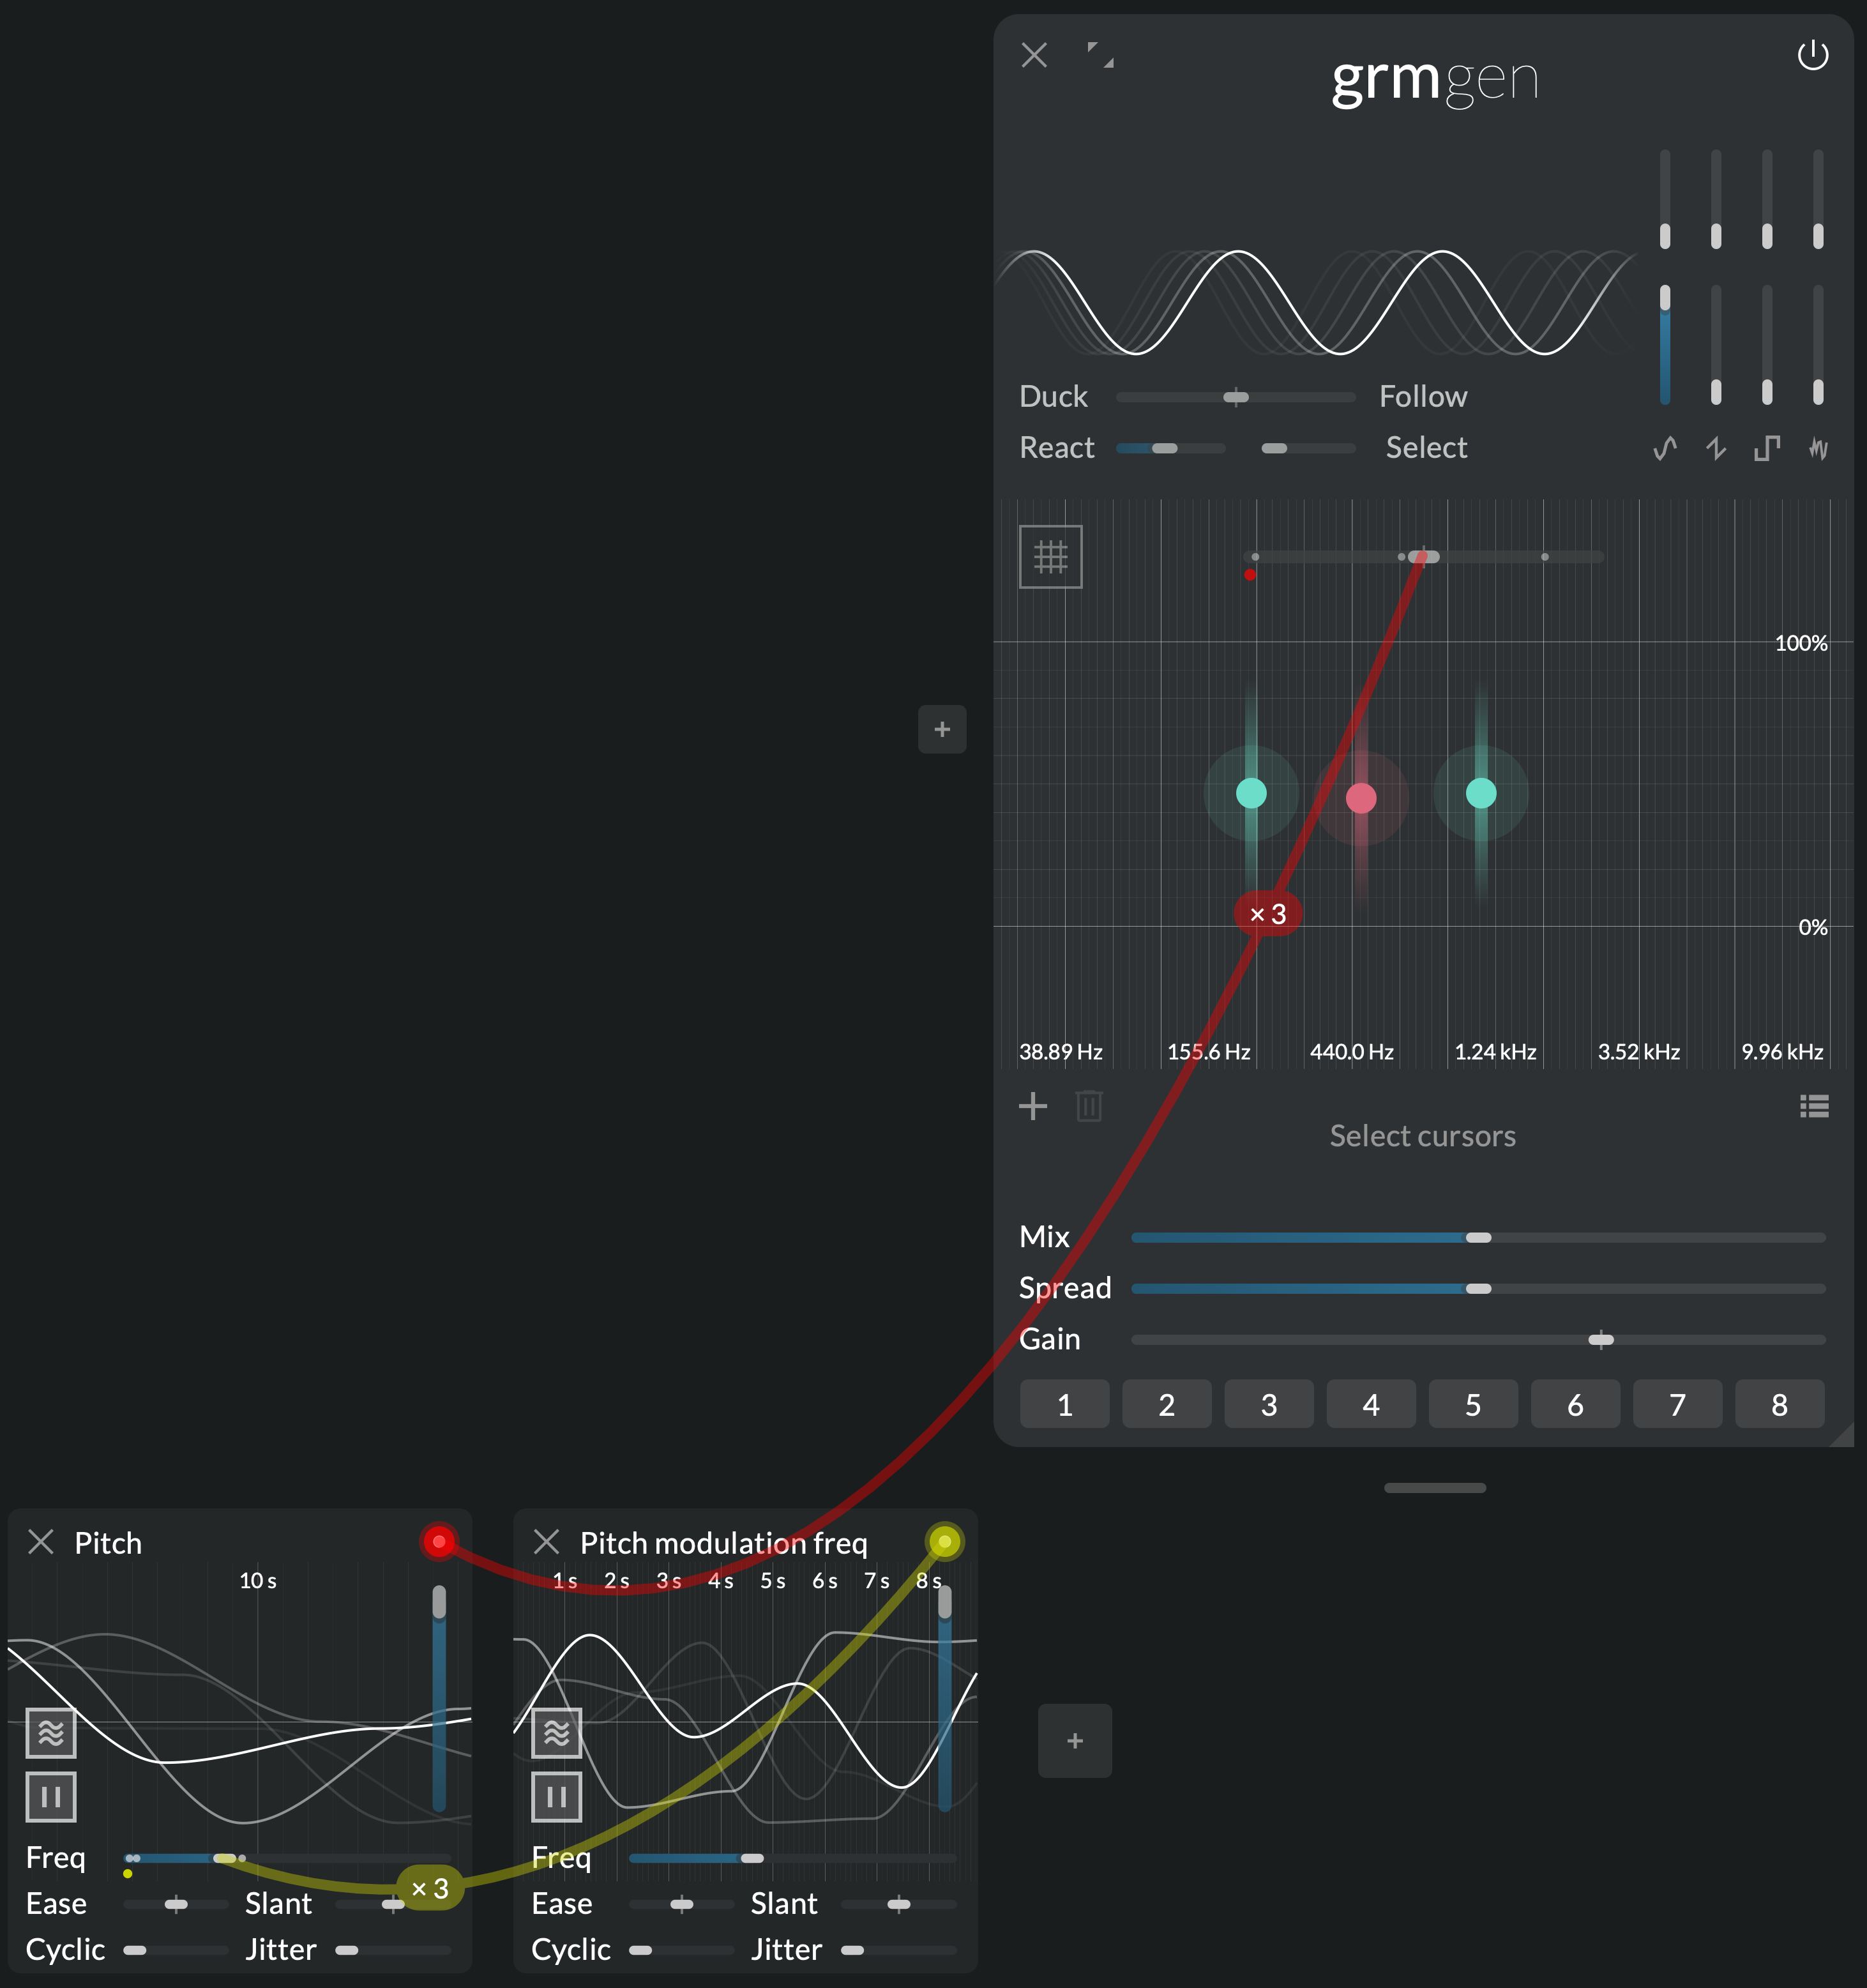 grmgen
Duck Follow
React Select
100%
+
× 3
0%
38.89 Hz 155.6 Hz 440.0 Hz 1.24 kHz 3.52 kHz 9.96 kHz
Select cursors
Mix
Spread
Gain
1 2 3 4 5 6 7 8
Pitch
10 s
Freq
Ease Slant
Cyclic Jitter
× 3
Pitch modulation freq
1 s 2 s 3 s 4 s 5 s 6 s 7 s 8 s
Freq
Ease Slant
Cyclic Jitter
+